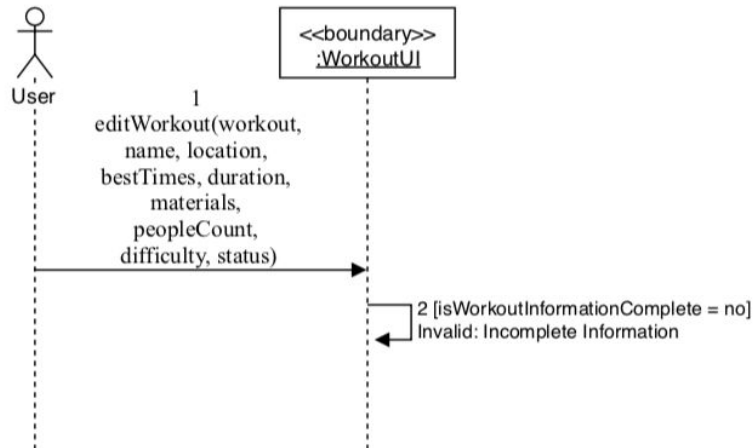 <<boundary>>
:WorkoutUI
User
1
editWorkout(workout,
name, location,
bestTimes, duration,
materials,
peopleCount,
difficulty, status)
2 [isWorkoutInformationComplete = no]
Invalid: Incomplete Information